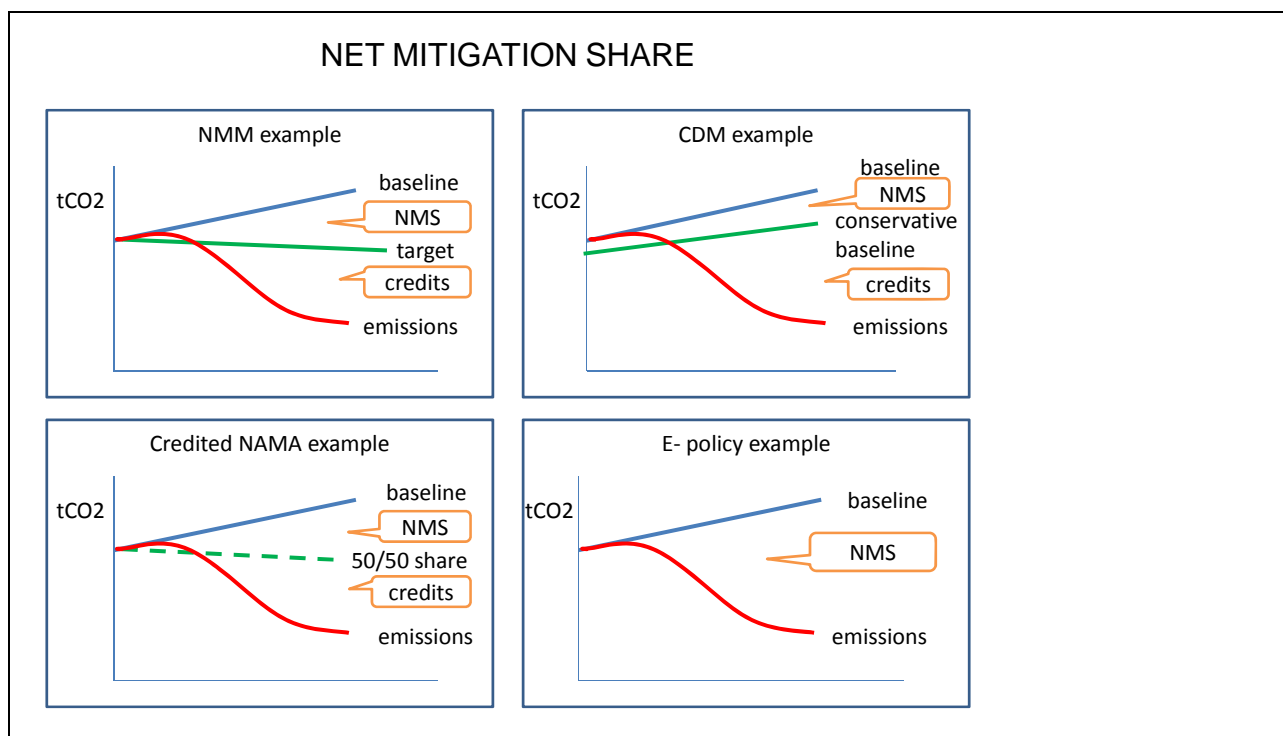 NET MITIGATION SHARE
NMM example
tCO2
baseline
NMS
target
credits
emissions
CDM example
tCO2
baseline
NMS
conservative
baseline
credits
emissions
Credited NAMA example
tCO2
baseline
NMS
50/50 share
credits
emissions
E- policy example
tCO2
baseline
NMS
emissions